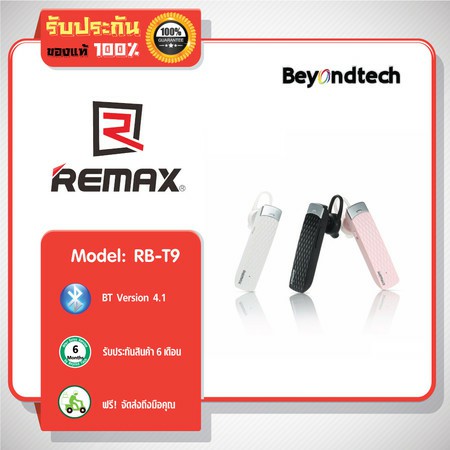 รับประกัน
ของแท้ 100%
100%
GUARANTEE
Beyondtech
REMAX®
Model: RB-T9
BT Version 4.1
6
Months
รับประกันสินค้า 6 เดือน
ฟรี! จัดส่งถึงมือคุณ